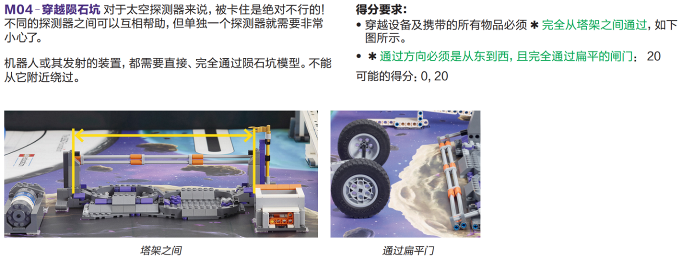 M04 – 穿越陨石坑 对于太空探测器来说，被卡住是绝对不行的！
不同的探测器之间可以互相帮助，但单独一个探测器就需要非常
小心了。
机器人或其发射的装置，都需要直接、完全通过陨石坑模型。不能
从它附近绕过。
得分要求：
• 穿越设备及携带的所有物品必须 ✱ 完全从塔架之间通过，如下
图所示。
• ✱ 通过方向必须是从东到西，且完全通过扁平的闸门； 20
可能的得分：0, 20
塔架之间
通过扁平门